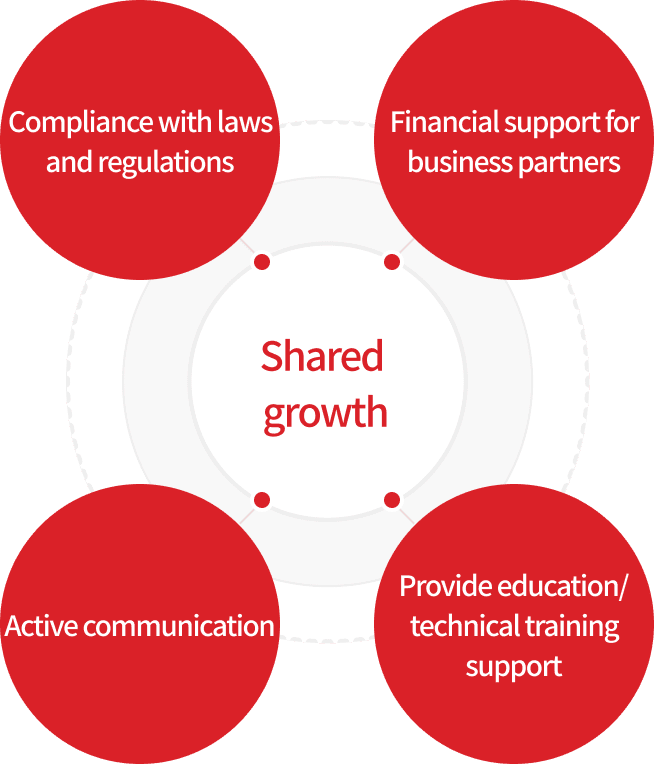 Compliance with laws
and regulations
Financial support for
business partners
Shared
growth
Active communication
Provide education/
technical training
support